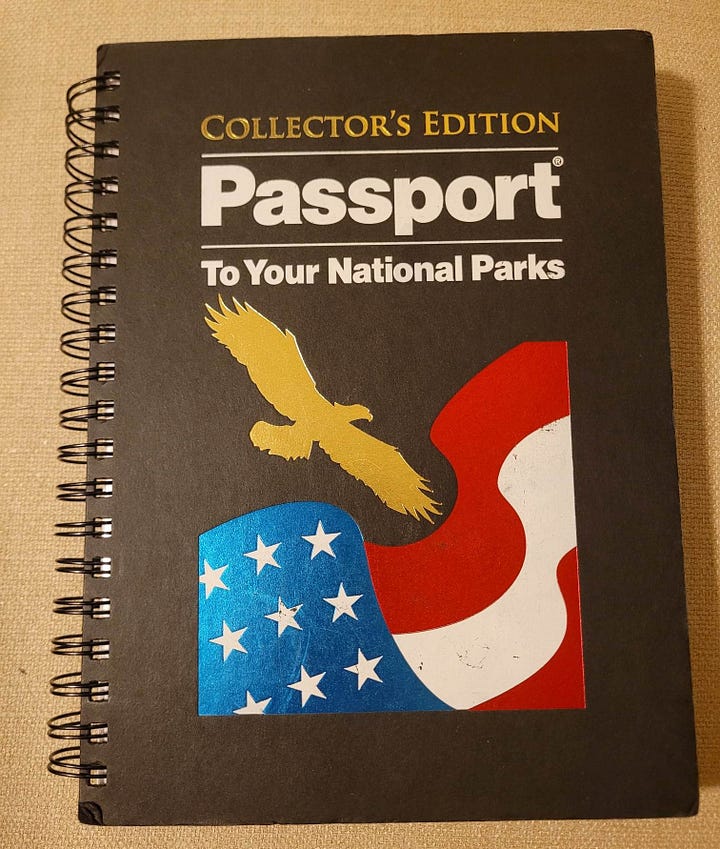 COLLECTOR'S EDITION
Passport®
To Your National Parks